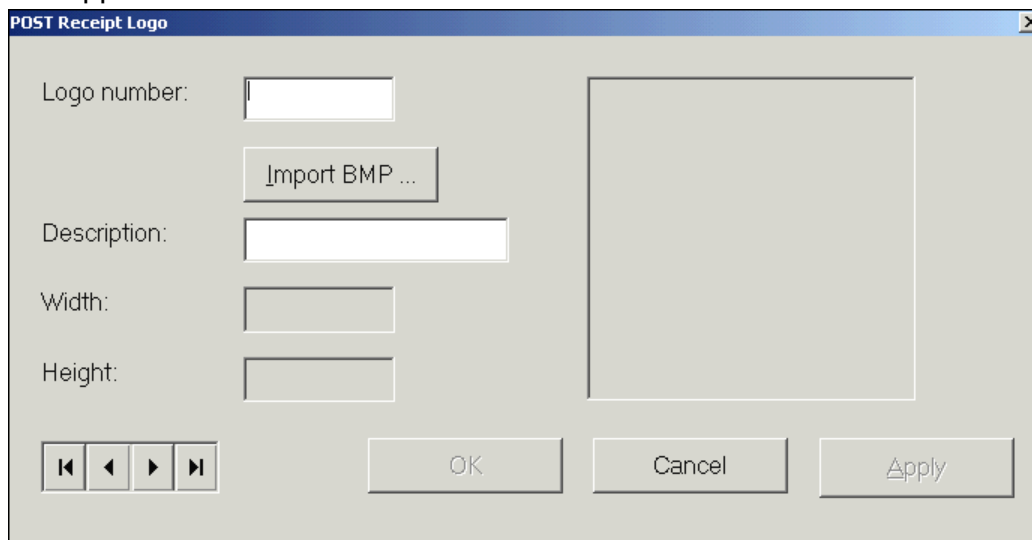 POST Receipt Logo
Logo number:
Import BMP ...
Description:
Width:
Height:
OK
Cancel
Apply